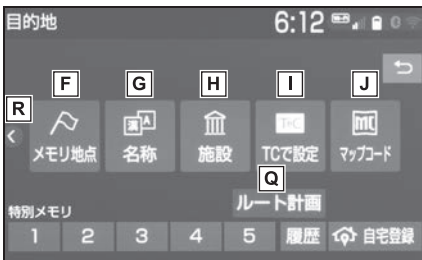 目的地 6:12
F G H I J
R
メモリ地点 名称 施設 TCで設定 マップコード
Q
ルート計画
特別メモリ
1 2 3 4 5 履歴 自宅登録